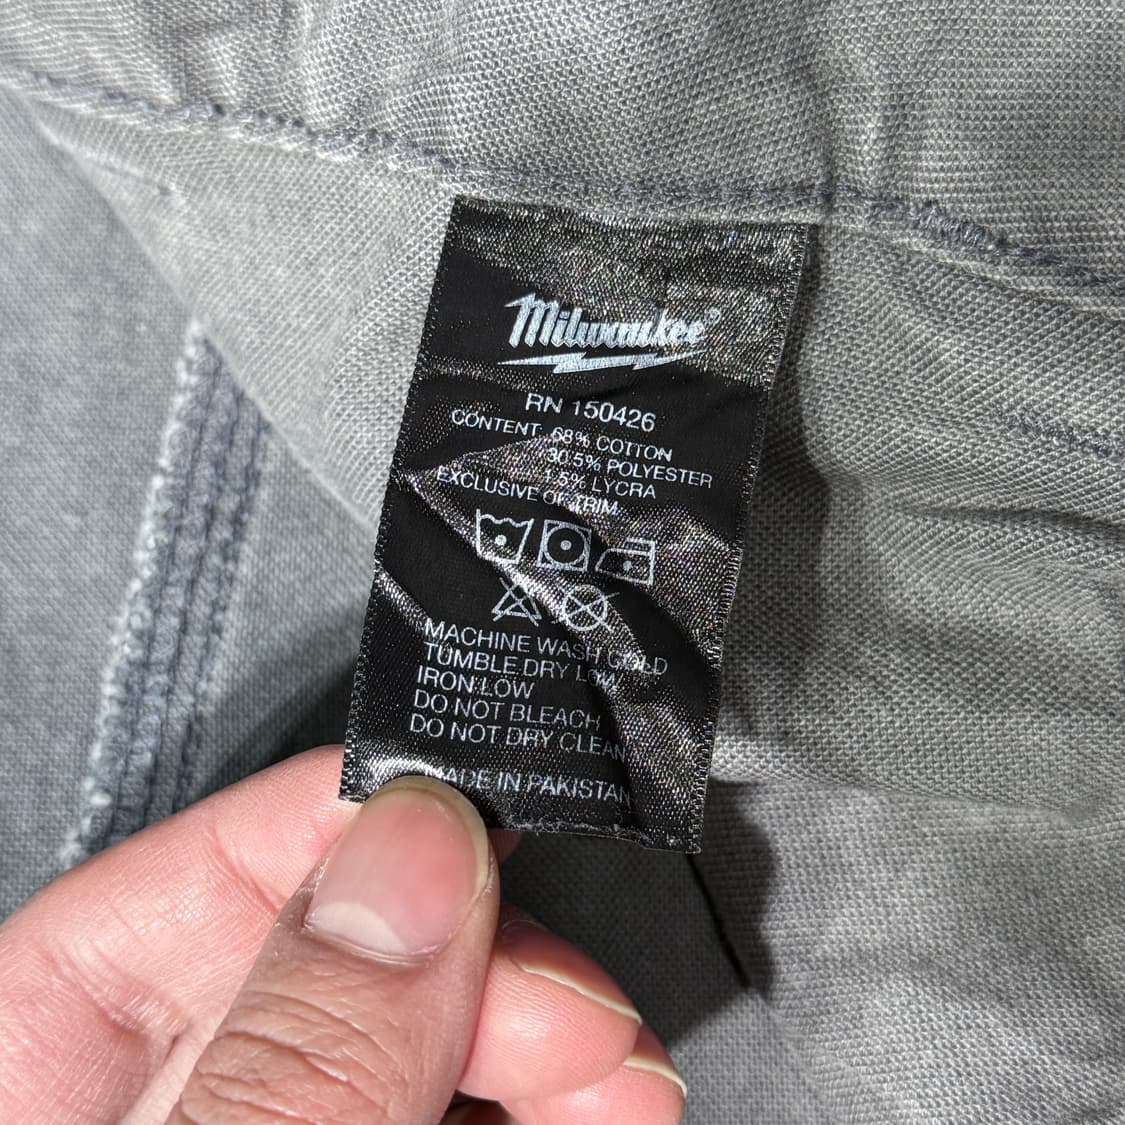 Milwaukee®
RN 150426
CONTENT: 68% COTTON
30.5% POLYESTER
1.5% LYCRA
EXCLUSIVE OF TRIM
MACHINE WASH COLD
TUMBLE DRY LOW
IRON LOW
DO NOT BLEACH
DO NOT DRY CLEAN
MADE IN PAKISTAN